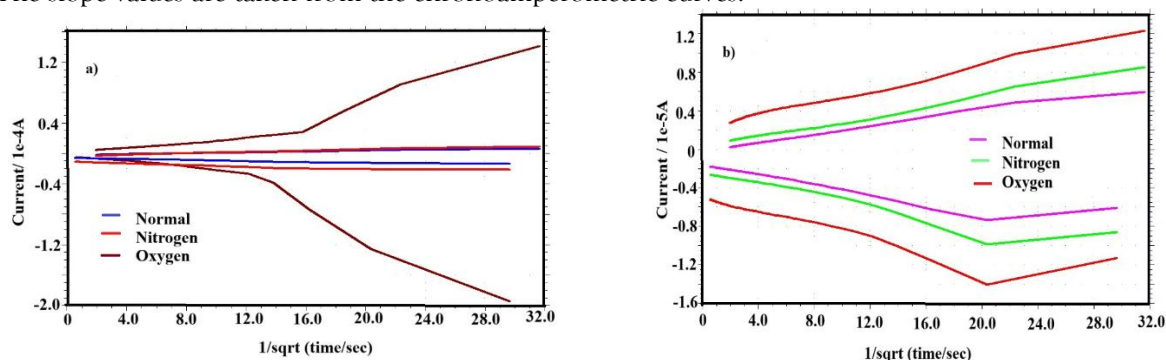 The slope values are taken from the chronoamperometric curves.
a)
1.2
0.4
-0.4
-1.2
-2.0
Current/ 1e-4A
Normal
Nitrogen
Oxygen
0 4.0 8.0 12.0 16.0 20.0 24.0 28.0 32.0
1/sqrt (time/sec)
b)
1.2
0.8
0.4
0
-0.4
-0.8
-1.2
-1.6
Current / 1e-5A
Normal
Nitrogen
Oxygen
0 4.0 8.0 12.0 16.0 20.0 24.0 28.0 32.0
1/sqrt (time/sec)